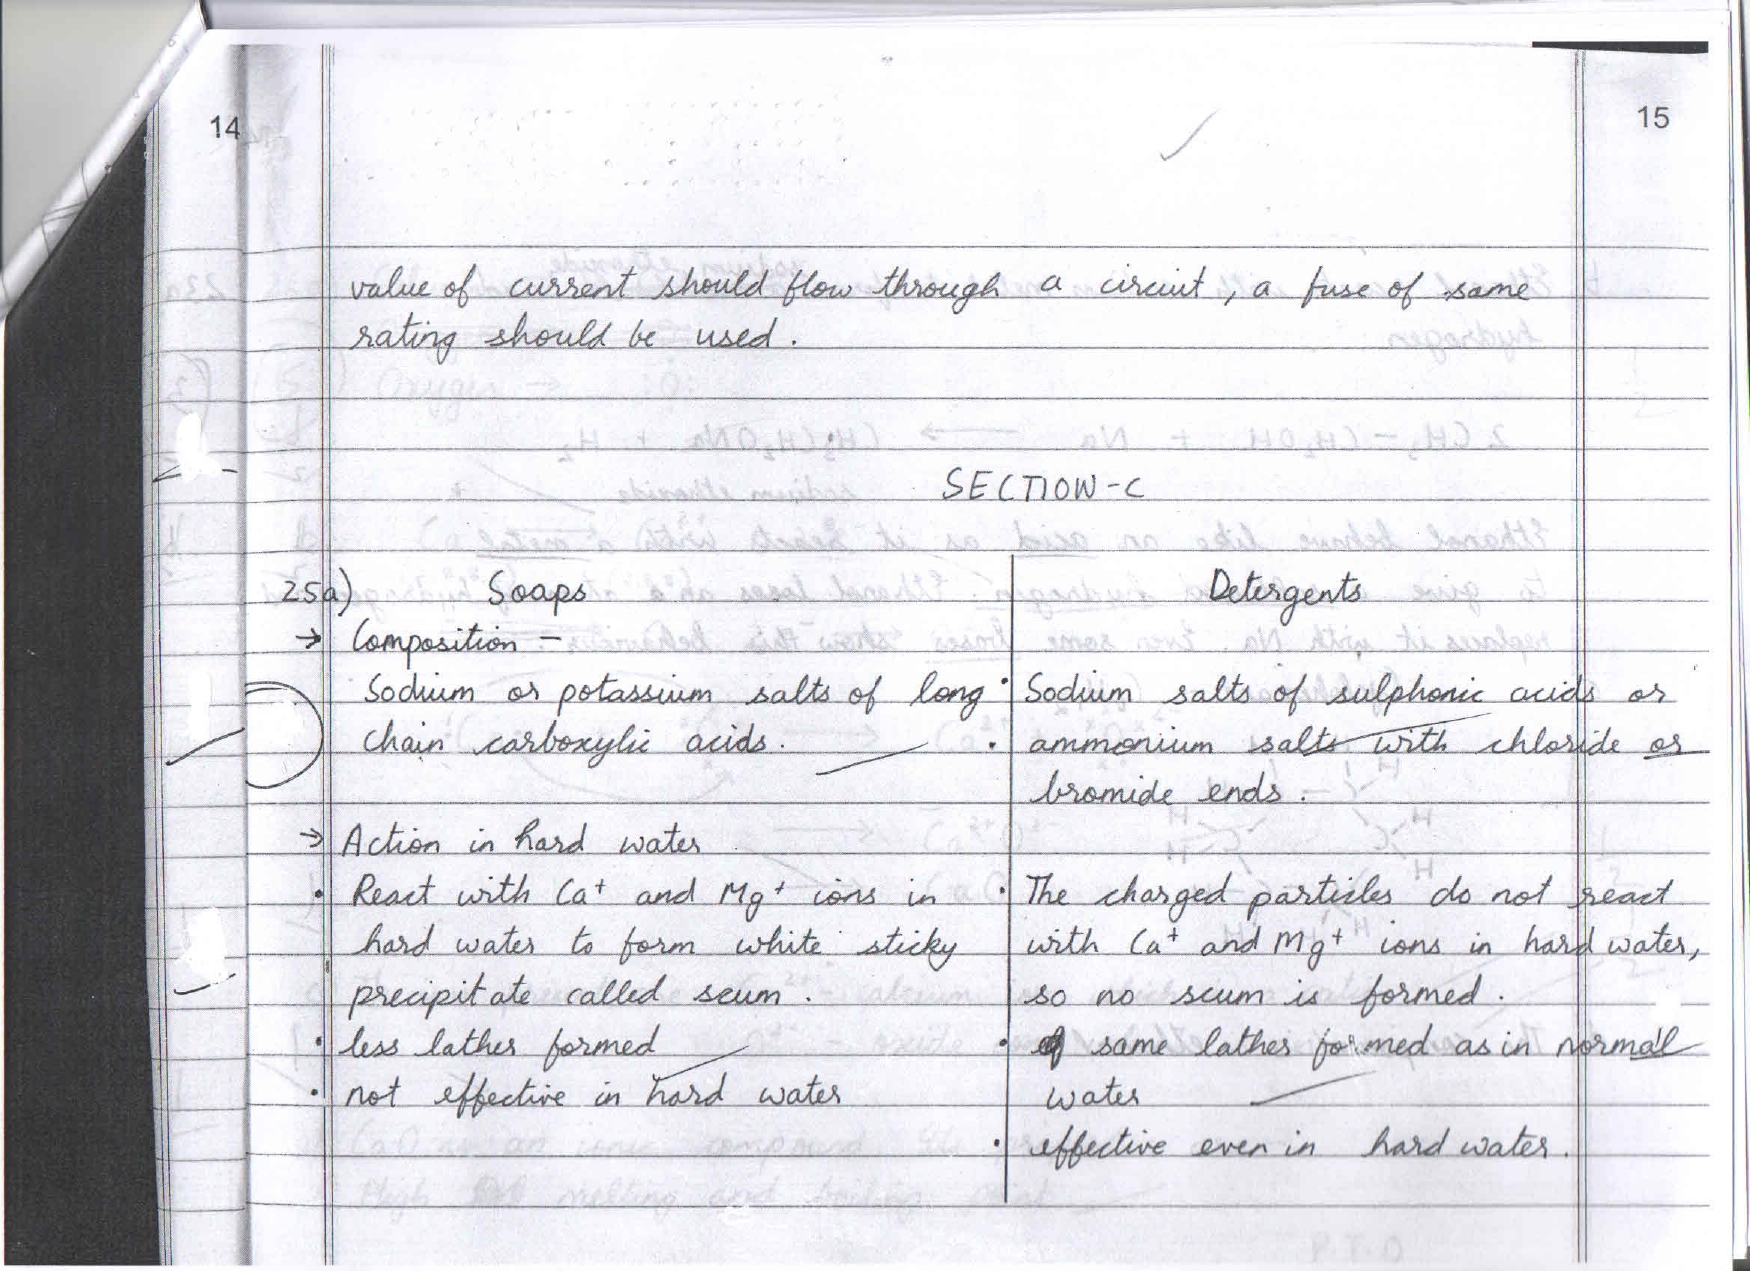 14
15
value of current should flow through a circuit, a fuse of same
rating should be used.
SECTION-C
25a) Soaps
→ Composition –
Sodium or potassium salts of long
chain carboxylic acids.
→ Action in hard water
• React with Ca⁺ and Mg⁺ ions in
hard water to form white sticky
precipitate called scum.
• less lather formed
• not effective in hard water
Detergents
• Sodium salts of sulphonic acids or
• ammonium salts with chloride or
bromide ends.
• The charged particles do not react
with Ca⁺ and Mg⁺ ions in hard water,
so no scum is formed.
• same lather formed as in normal
water
• effective even in hard water.